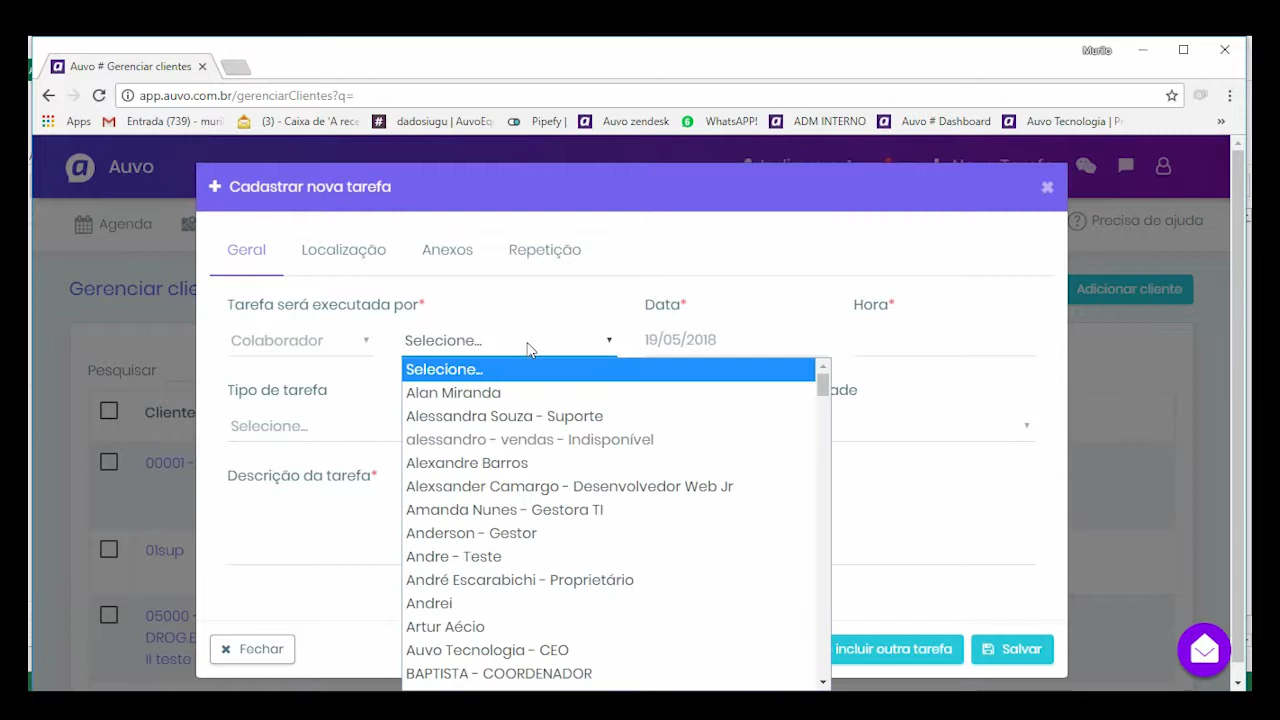 Murilo
Auvo # Gerenciar clientes
app.auvo.com.br/gerenciarClientes?q=
Apps
Entrada (739) - muri
(3) - Caixa de 'A rece
dadosiugu | AuvoEq
Pipefy |
Auvo zendesk
WhatsAPP!
ADM INTERNO
Auvo # Dashboard
Auvo Tecnologia | Pr
»
Auvo
Cadastrar nova tarefa
Agenda
Precisa de ajuda
Geral
Localização
Anexos
Repetição
Gerenciar clie
Adicionar cliente
Tarefa será executada por*
Data*
Hora*
Colaborador
Selecione...
19/05/2018
Pesquisar
Selecione...
Tipo de tarefa
dade
Alan Miranda
Cliente
Alessandra Souza - Suporte
Selecione...
alessandro - vendas - Indisponível
00001 -
Alexandre Barros
Descrição da tarefa*
Alexsander Camargo - Desenvolvedor Web Jr
Amanda Nunes - Gestora TI
Anderson - Gestor
01sup
Andre - Teste
André Escarabichi - Proprietário
Andrei
05000 -
DROG.E
II teste
Artur Aécio
Fechar
Auvo Tecnologia - CEO
incluir outra tarefa
Salvar
BAPTISTA - COORDENADOR